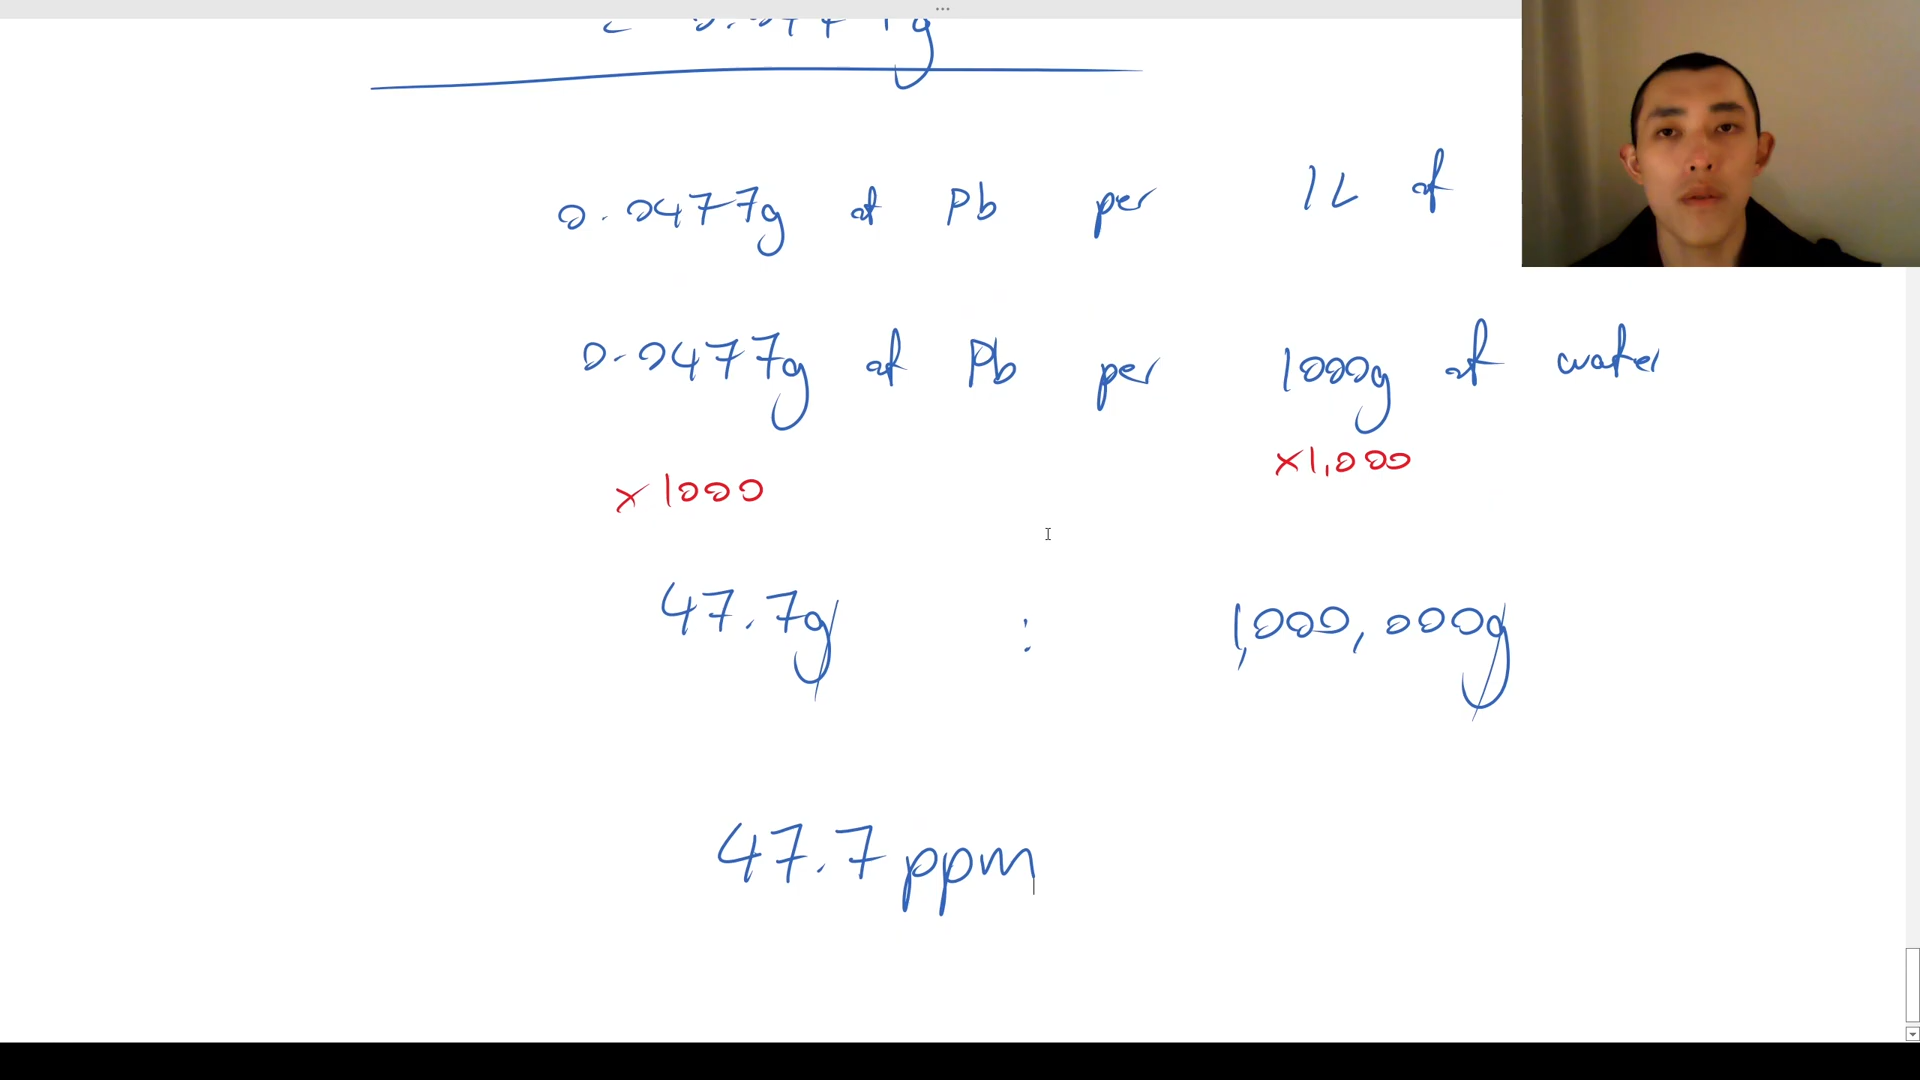 0.0477g of Pb per 1L of
0.0477g of Pb per 1000g of water
×1000 ×1,000
47.7g : 1,000,000g
47.7 ppm